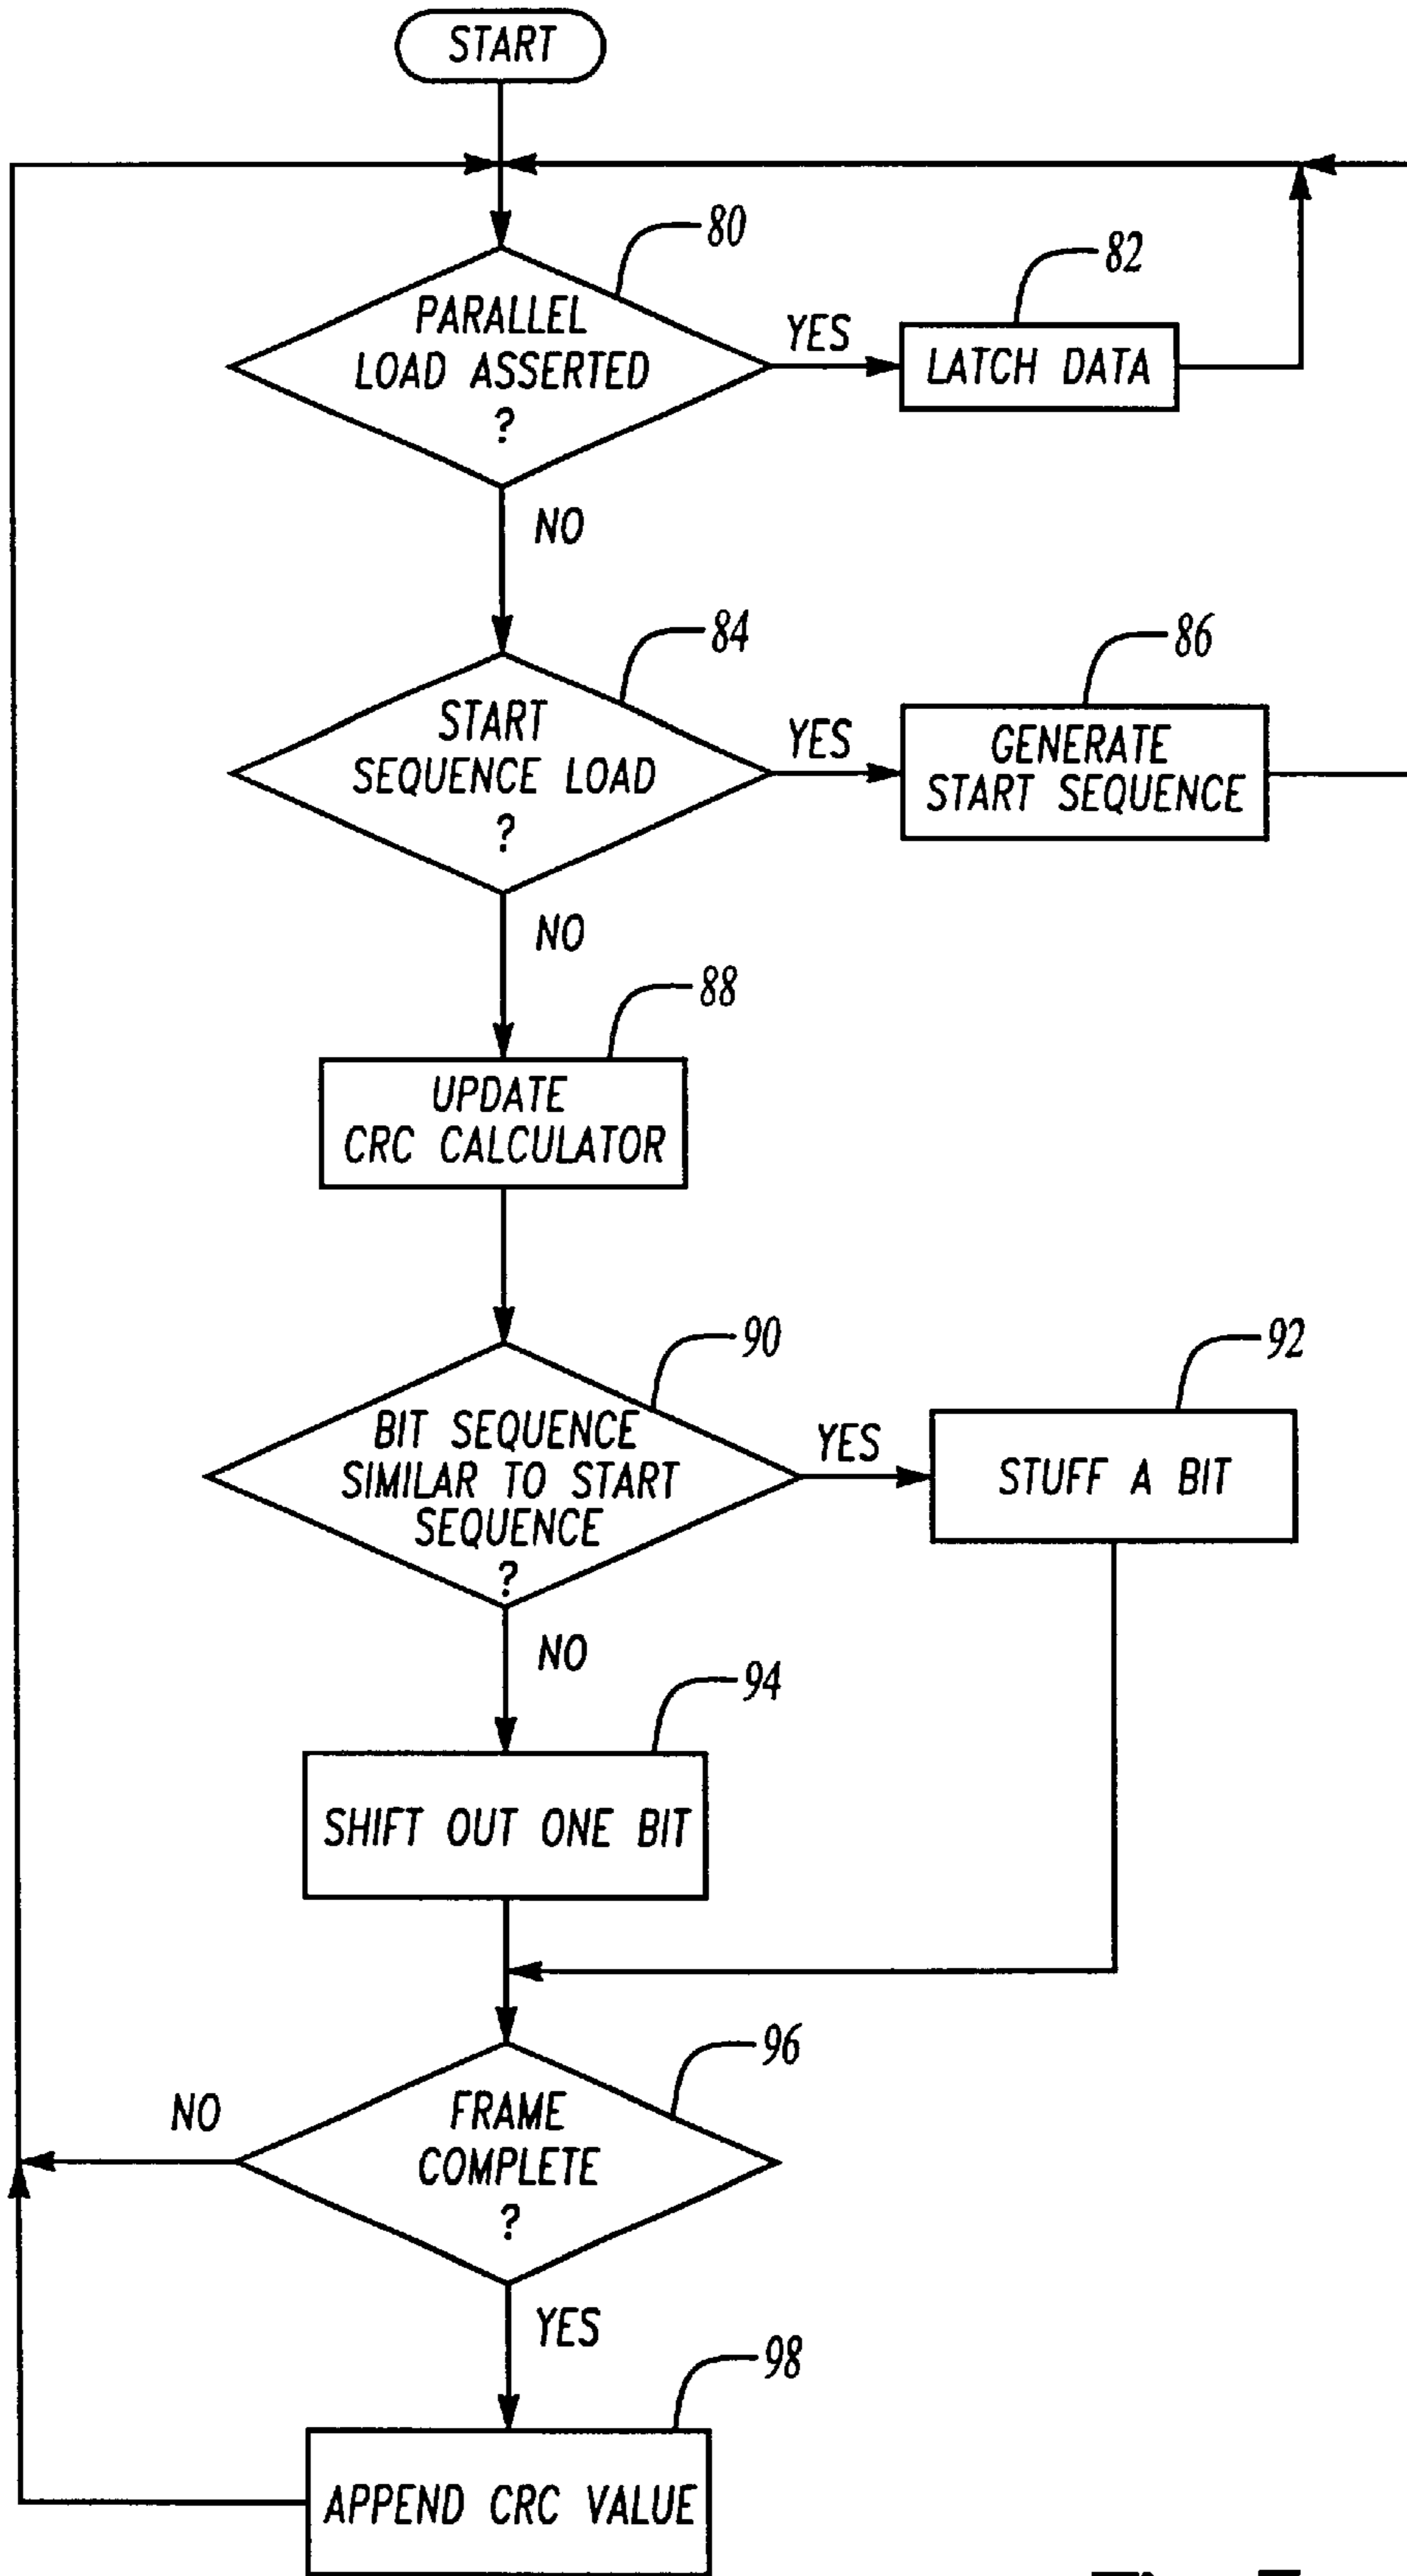 START
80
PARALLEL
LOAD ASSERTED
?
YES
82
LATCH DATA
NO
84
START
SEQUENCE LOAD
?
YES
86
GENERATE
START SEQUENCE
NO
88
UPDATE
CRC CALCULATOR
90
BIT SEQUENCE
SIMILAR TO START
SEQUENCE
?
YES
92
STUFF A BIT
NO
94
SHIFT OUT ONE BIT
96
FRAME
COMPLETE
?
NO
YES
98
APPEND CRC VALUE